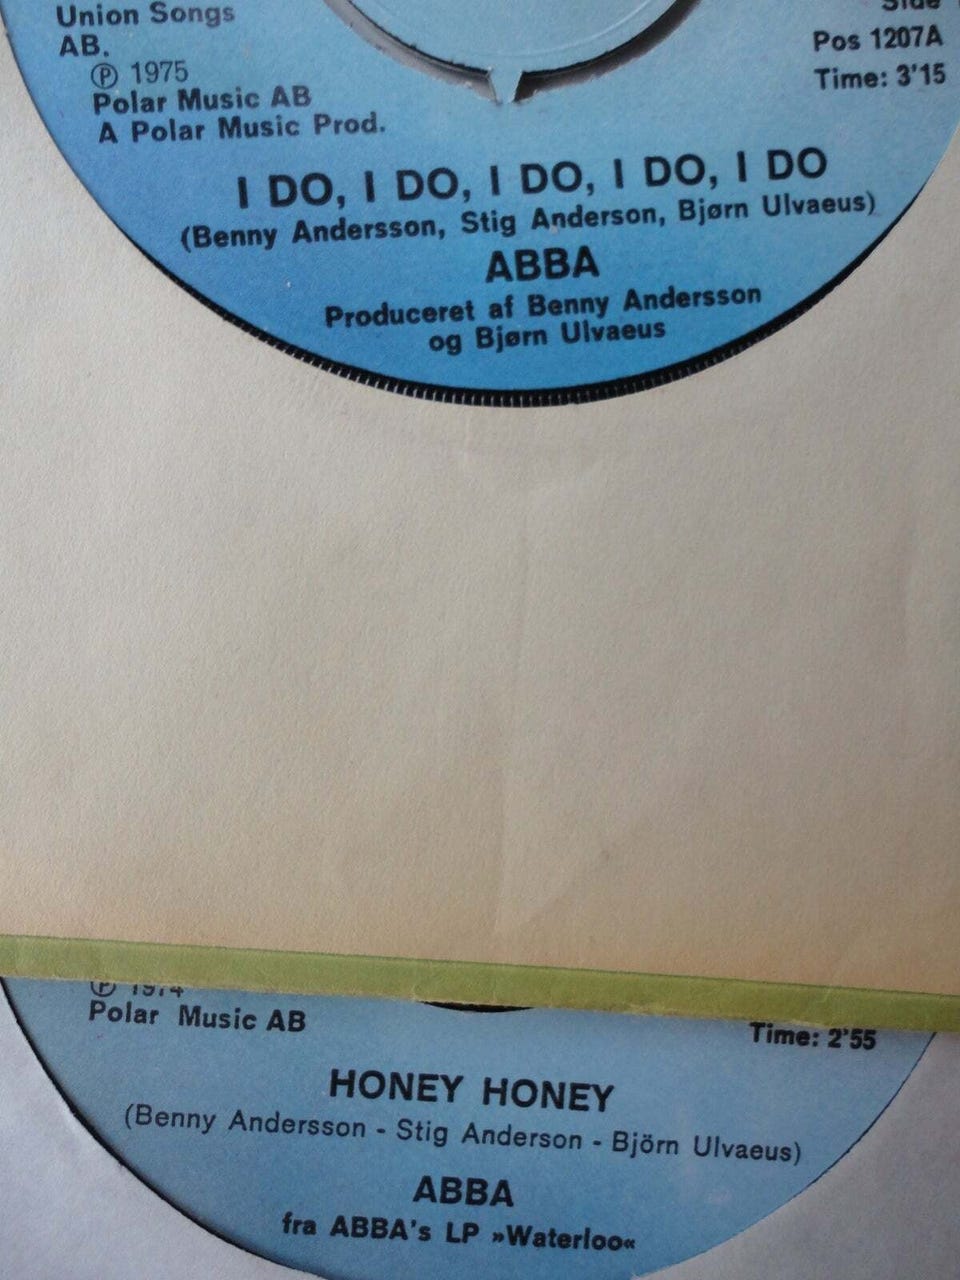 Union Songs
AB.
Side
Pos 1207A
Time: 3'15
℗ 1975
Polar Music AB
A Polar Music Prod.
I DO, I DO, I DO, I DO, I DO
(Benny Andersson, Stig Anderson, Bjørn Ulvaeus)
ABBA
Produceret af Benny Andersson
og Bjørn Ulvaeus
℗ 1974
Polar Music AB
Time: 2'55
HONEY HONEY
(Benny Andersson - Stig Anderson - Björn Ulvaeus)
ABBA
fra ABBA's LP »Waterloo«